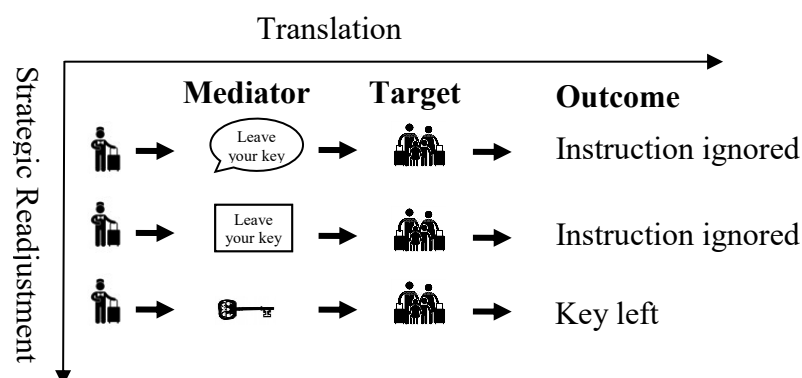 Translation
Strategic Readjustment
Mediator Target Outcome
Leave
your key
Instruction ignored
Leave
your key
Instruction ignored
Key left